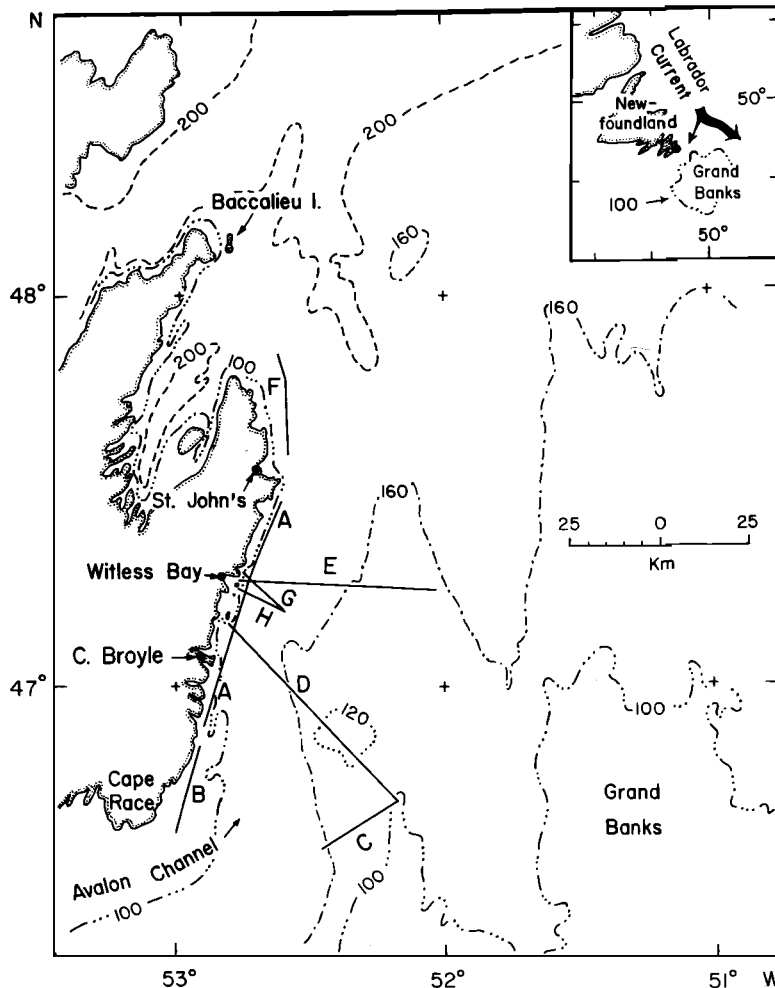 N
200
200
Labrador
Current
50°
New-
foundland
Grand
Banks
100
50°
Baccalieu I.
160
48°
160
200
100
F
St. John's
A
160
25 0 25
Km
Witless Bay
E
G
H
C. Broyle
47°
A
D
120
100
Cape
Race
B
Grand
Banks
C
Avalon Channel
100
100
53° 52° 51° W